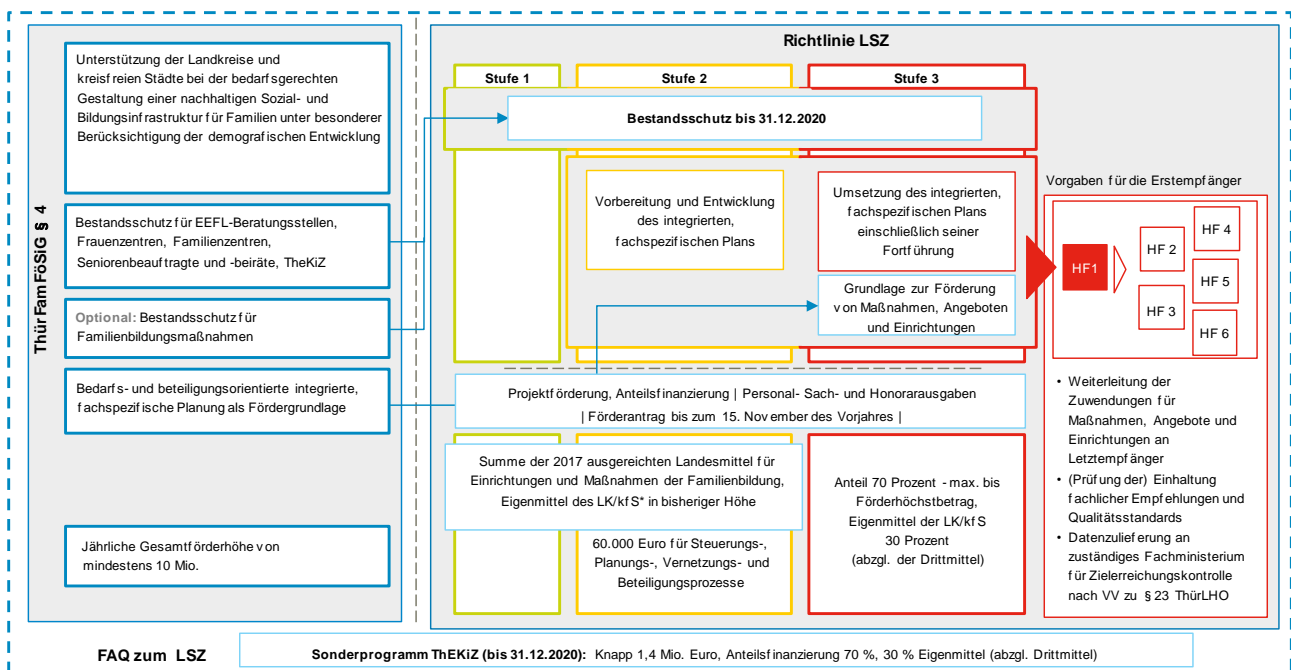 ThürFamFöSiG § 4
Unterstützung der Landkreise und
kreisfreien Städte bei der bedarfsgerechten
Gestaltung einer nachhaltigen Sozial- und
Bildungsinfrastruktur für Familien unter besonderer
Berücksichtigung der demografischen Entwicklung
Bestandsschutz für EEFL-Beratungsstellen,
Frauenzentren, Familienzentren,
Seniorenbeauftragte und -beiräte, TheKiZ
Optional: Bestandsschutz für
Familienbildungsmaßnahmen
Bedarfs- und beteiligungsorientierte integrierte,
fachspezifische Planung als Fördergrundlage
Jährliche Gesamtförderhöhe von
mindestens 10 Mio.
Richtlinie LSZ
Stufe 1
Stufe 2
Stufe 3
Bestandsschutz bis 31.12.2020
Vorbereitung und Entwicklung
des integrierten,
fachspezifischen Plans
Umsetzung des integrierten,
fachspezifischen Plans
einschließlich seiner
Fortführung
Grundlage zur Förderung
von Maßnahmen, Angeboten
und Einrichtungen
Projektförderung, Anteilsfinanzierung | Personal- Sach- und Honorarausgaben
| Förderantrag bis zum 15. November des Vorjahres |
Summe der 2017 ausgereichten Landesmittel für
Einrichtungen und Maßnahmen der Familienbildung,
Eigenmittel des LK/kfS* in bisheriger Höhe
60.000 Euro für Steuerungs-,
Planungs-, Vernetzungs- und
Beteiligungsprozesse
Anteil 70 Prozent - max. bis
Förderhöchstbetrag,
Eigenmittel der LK/kfS
30 Prozent
(abzgl. der Drittmittel)
Vorgaben für die Erstempfänger
HF1
HF 2
HF 3
HF 4
HF 5
HF 6
• Weiterleitung der
Zuwendungen für
Maßnahmen, Angebote und
Einrichtungen an
Letztempfänger
• (Prüfung der) Einhaltung
fachlicher Empfehlungen und
Qualitätsstandards
• Datenzulieferung an
zuständiges Fachministerium
für Zielerreichungskontrolle
nach VV zu § 23 ThürLHO
FAQ zum LSZ
Sonderprogramm ThEKiZ (bis 31.12.2020): Knapp 1,4 Mio. Euro, Anteilsfinanzierung 70 %, 30 % Eigenmittel (abzgl. Drittmittel)